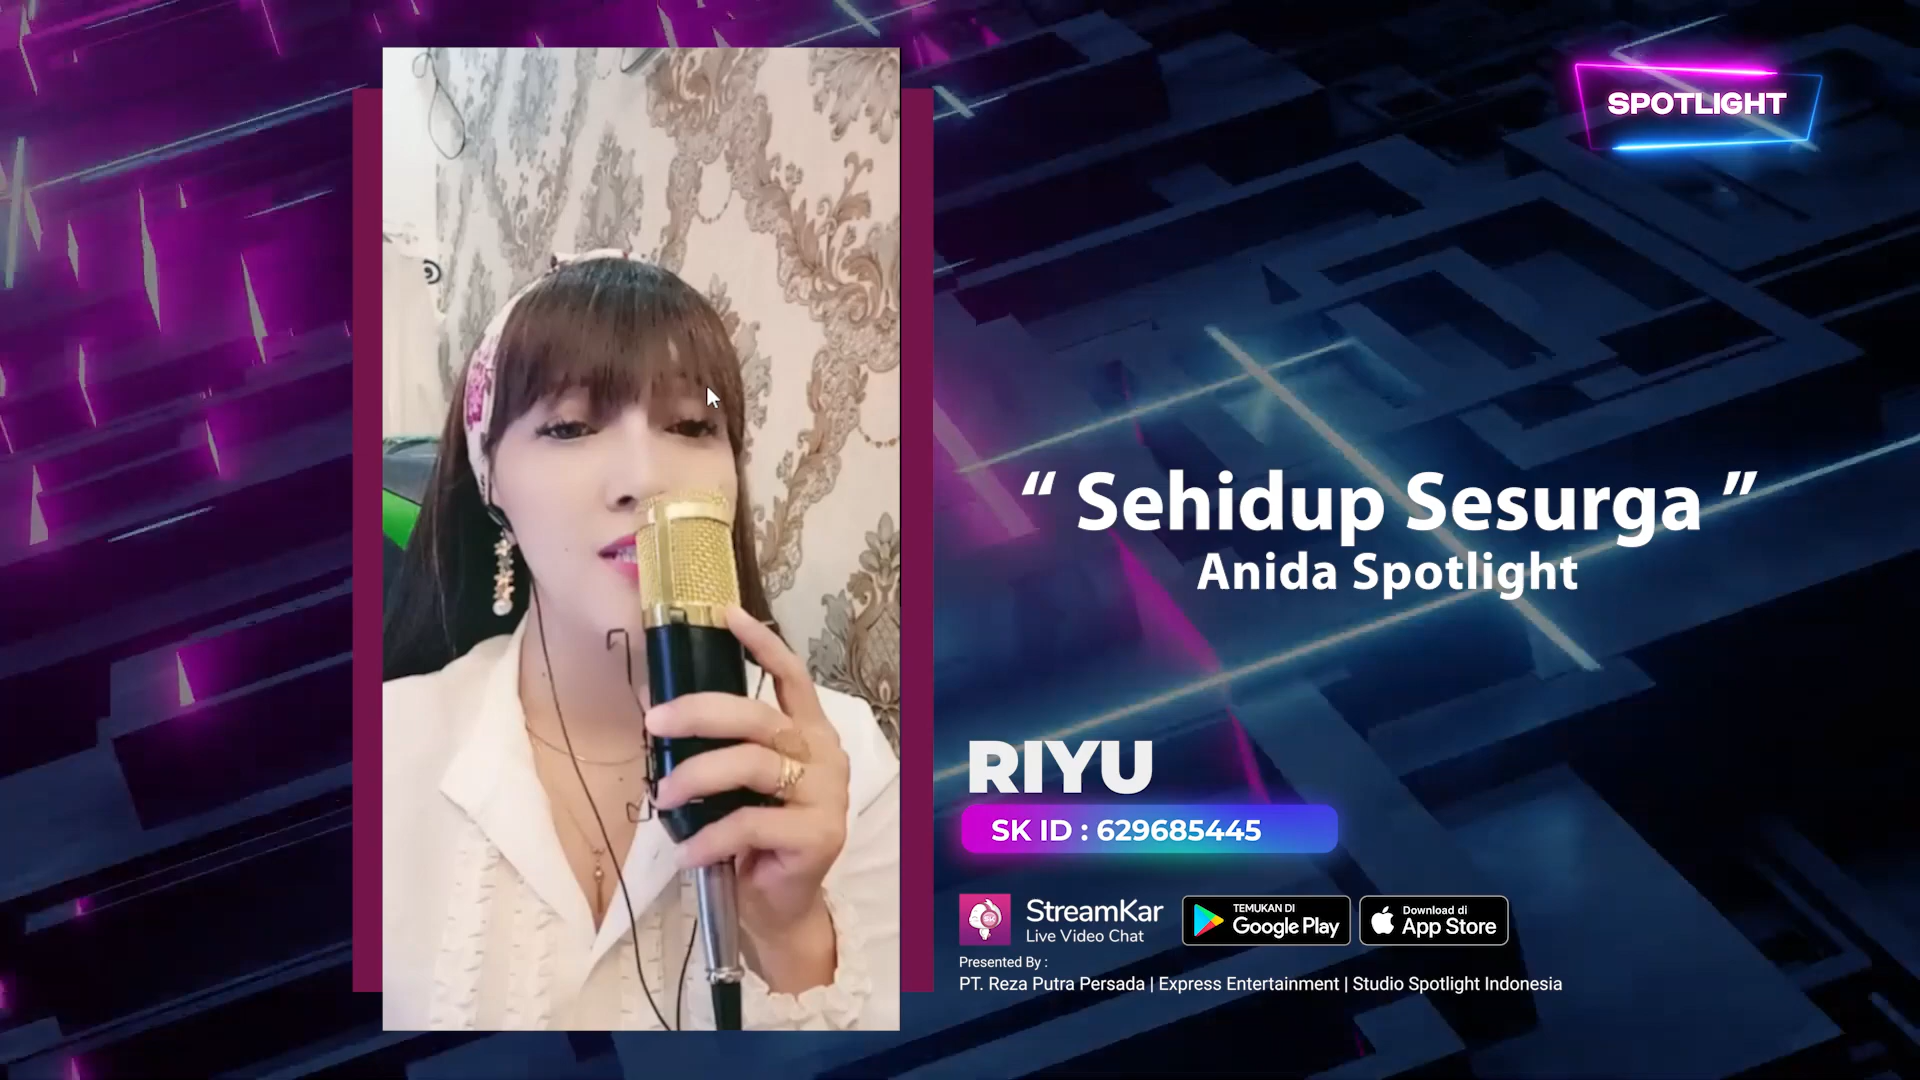 SPOTLIGHT
“ Sehidup Sesurga ”
Anida Spotlight
RIYU
SK ID : 629685445
SK
StreamKar
Live Video Chat
TEMUKAN DI
Google Play
Download di
App Store
Presented By :
PT. Reza Putra Persada | Express Entertainment | Studio Spotlight Indonesia